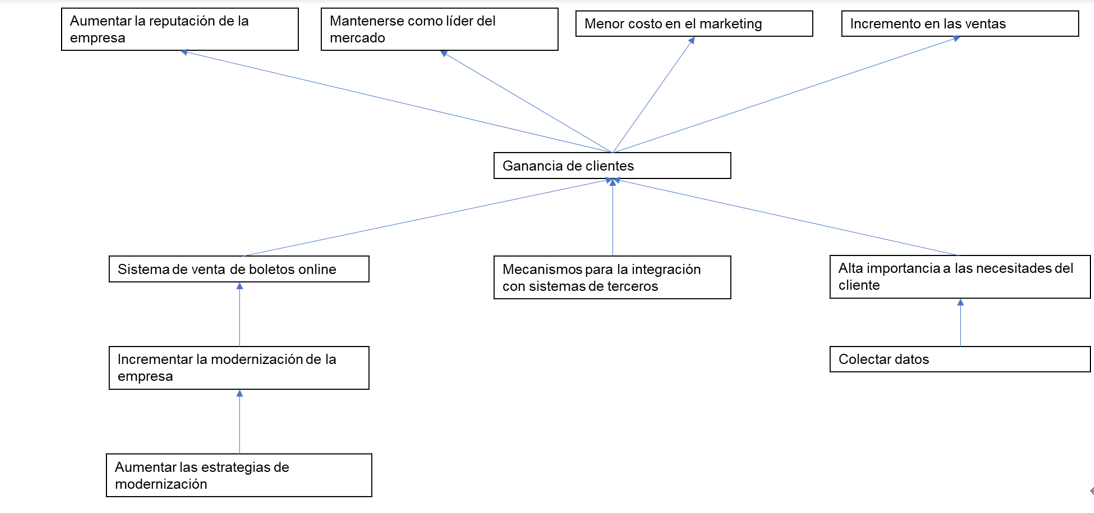 Aumentar la reputación de la
empresa
Mantenerse como líder del
mercado
Menor costo en el marketing
Incremento en las ventas
Ganancia de clientes
Sistema de venta de boletos online
Mecanismos para la integración
con sistemas de terceros
Alta importancia a las necesitades del
cliente
Incrementar la modernización de la
empresa
Colectar datos
Aumentar las estrategias de
modernización